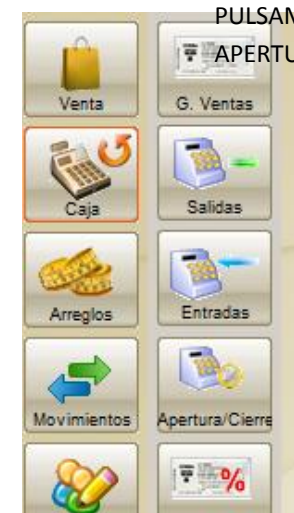 PULSAN
APERTU
Venta
G. Ventas
Caja
Salidas
Arreglos
Entradas
Movimientos
Apertura/Cierre
%